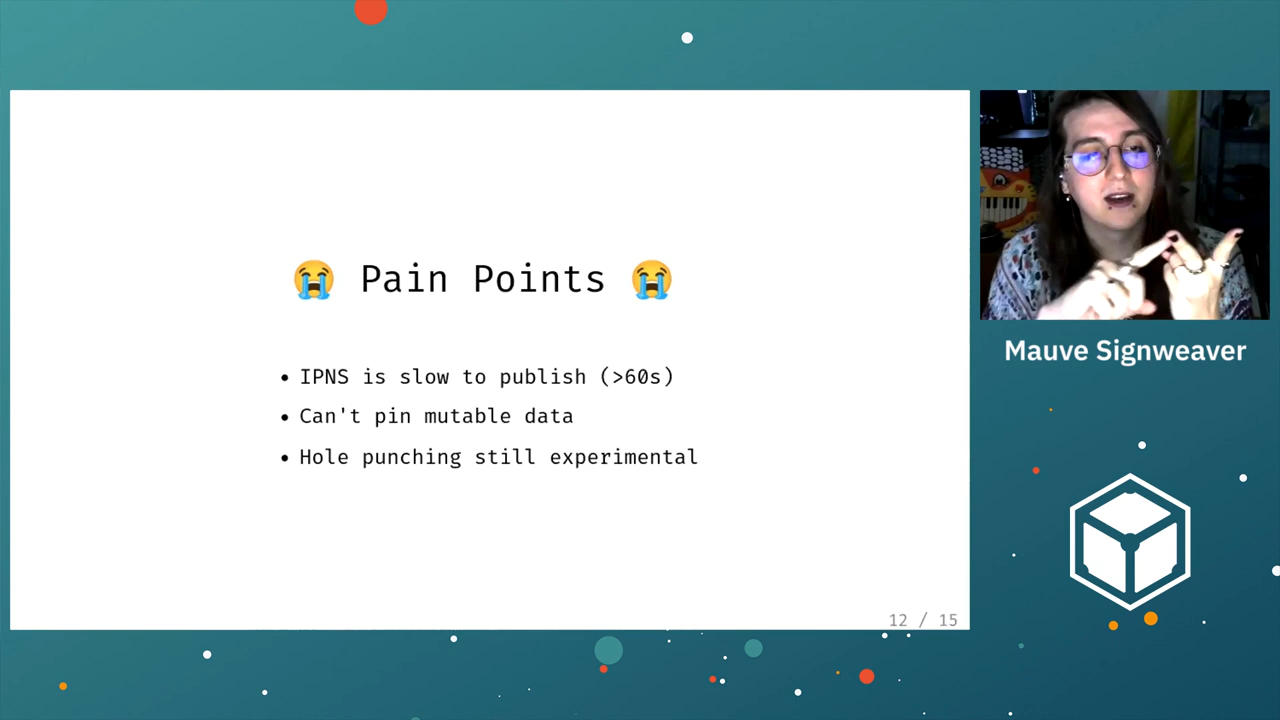 😭 Pain Points 😭
• IPNS is slow to publish (>60s)
• Can't pin mutable data
• Hole punching still experimental
12 / 15
Mauve Signweaver